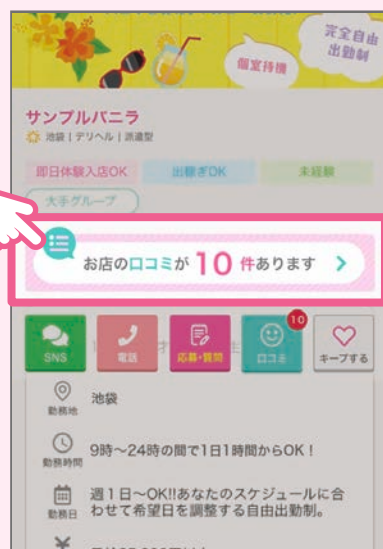 個室待機
完全自由
出勤制
サンプルバニラ
池袋 | デリヘル | 派遣型
即日体験入店OK
出稼ぎOK
未経験
大手グループ
お店の口コミが 10 件あります
10
SNS
電話
応募・質問
口コミ
キープする
勤務地
池袋
勤務時間
9時〜24時の間で1日1時間からOK！
勤務日
週1日〜OK!!あなたのスケジュールに合
わせて希望日を調整する自由出勤制。